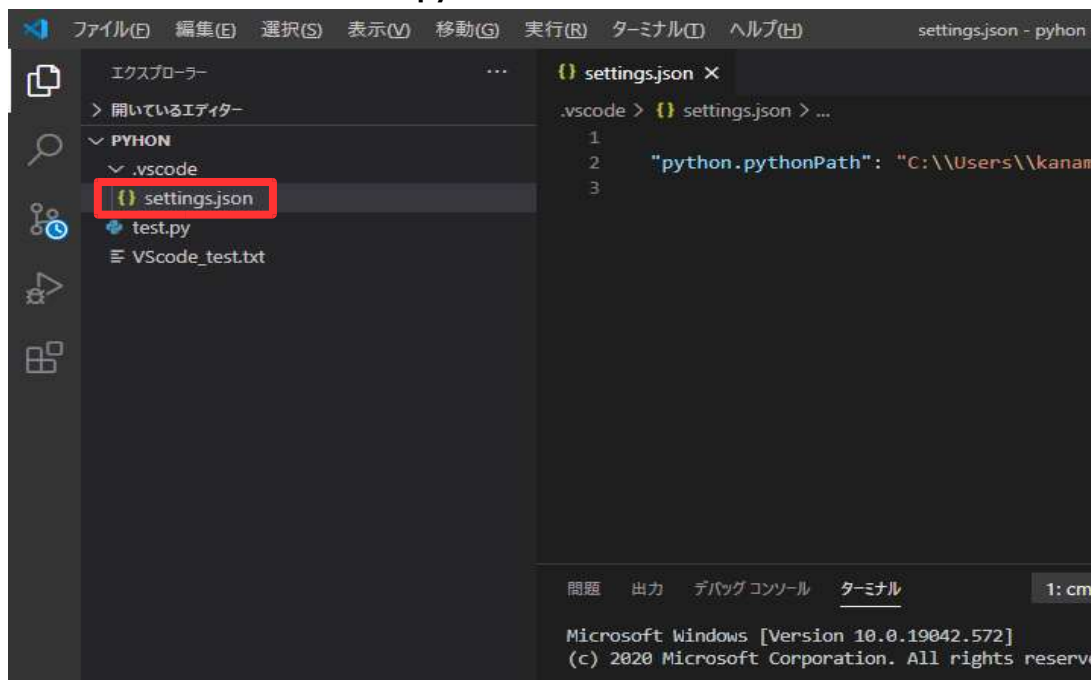 py
ファイル(F) 編集(E) 選択(S) 表示(V) 移動(G) 実行(R) ターミナル(T) ヘルプ(H) settings.json - pyhon
エクスプローラー ···
> 開いているエディター
PYHON
.vscode
{} settings.json
test.py
VScode_test.txt
{} settings.json ×
.vscode > {} settings.json > ...
1
2 "python.pythonPath": "C:\\Users\\kanam
3
問題 出力 デバッグ コンソール ターミナル 1: cm
Microsoft Windows [Version 10.0.19042.572]
(c) 2020 Microsoft Corporation. All rights reserve